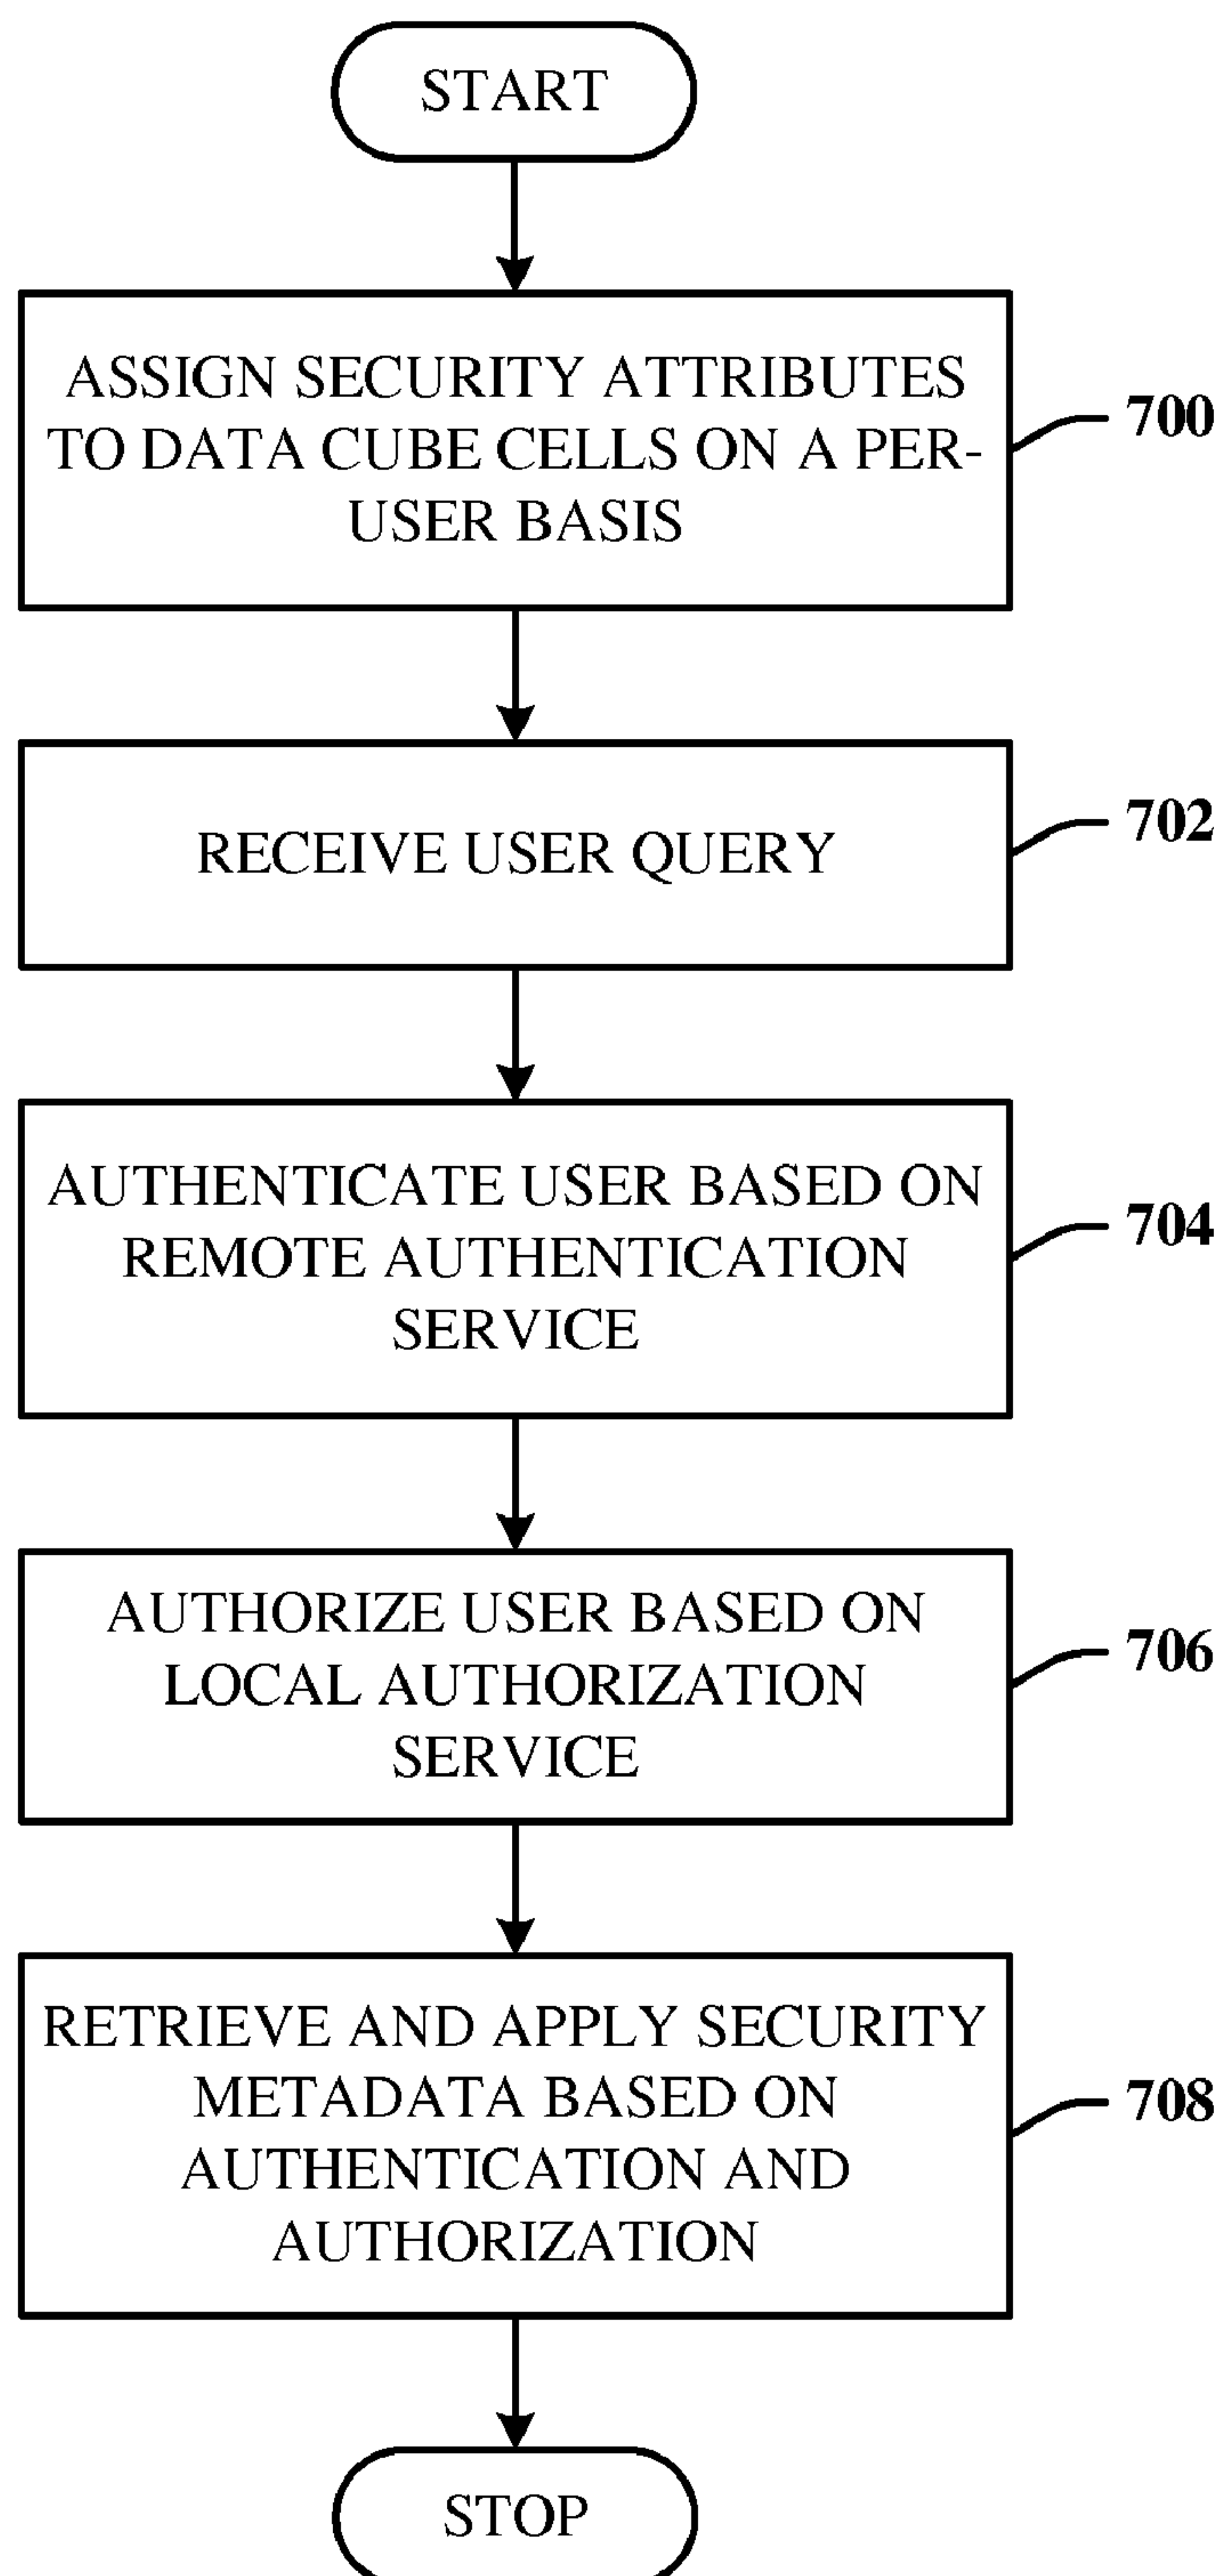 START
ASSIGN SECURITY ATTRIBUTES
TO DATA CUBE CELLS ON A PER-
USER BASIS
700
RECEIVE USER QUERY
702
AUTHENTICATE USER BASED ON
REMOTE AUTHENTICATION
SERVICE
704
AUTHORIZE USER BASED ON
LOCAL AUTHORIZATION
SERVICE
706
RETRIEVE AND APPLY SECURITY
METADATA BASED ON
AUTHENTICATION AND
AUTHORIZATION
708
STOP